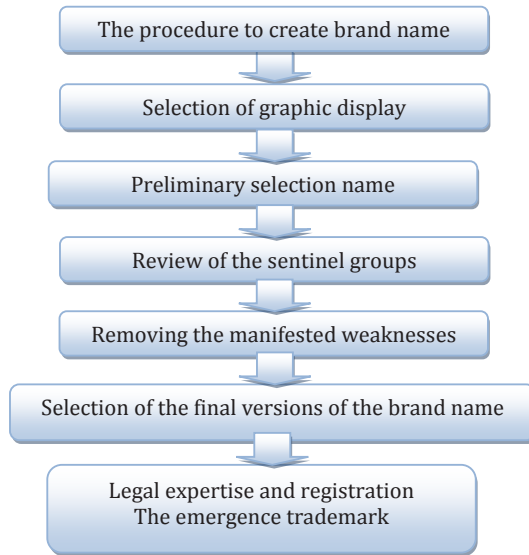 The procedure to create brand name
Selection of graphic display
Preliminary selection name
Review of the sentinel groups
Removing the manifested weaknesses
Selection of the final versions of the brand name
Legal expertise and registration
The emergence trademark